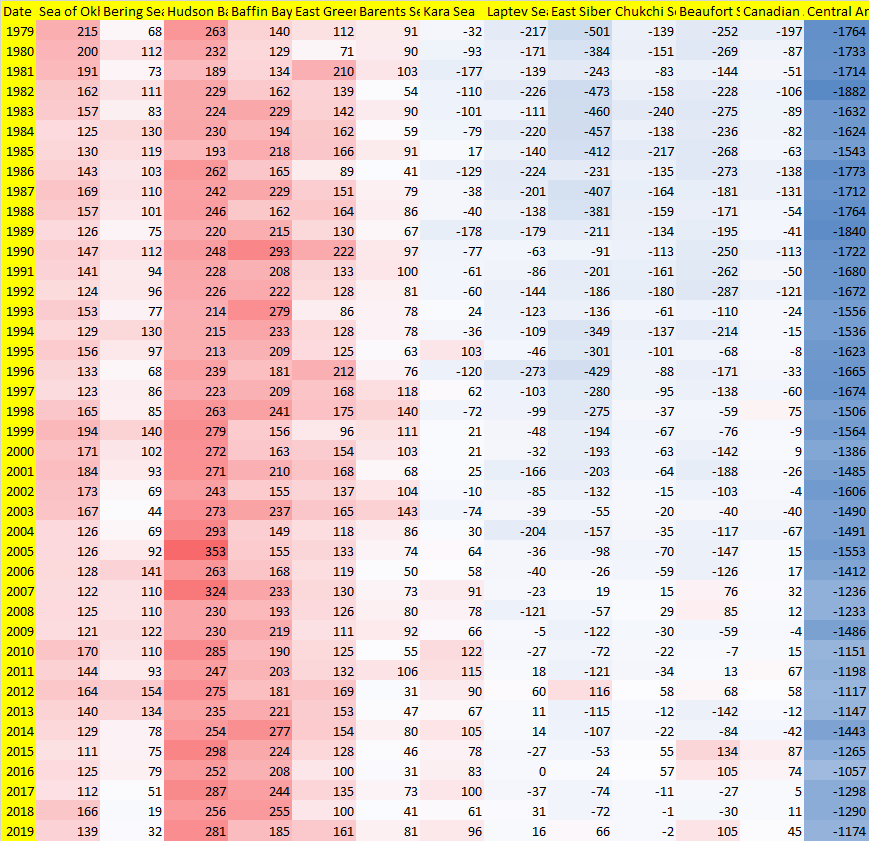 Date Sea of Okl Bering Sea Hudson Ba Baffin Bay East Green Barents Se Kara Sea Laptev Sea East Siber Chukchi Se Beaufort S Canadian Central Ar
1979 215 68 263 140 112 91 -32 -217 -501 -139 -252 -197 -1764
1980 200 112 232 129 71 90 -93 -171 -384 -151 -269 -87 -1733
1981 191 73 189 134 210 103 -177 -139 -243 -83 -144 -51 -1714
1982 162 111 229 162 139 54 -110 -226 -473 -158 -228 -106 -1882
1983 157 83 224 229 142 90 -101 -111 -460 -240 -275 -89 -1632
1984 125 130 230 194 162 59 -79 -220 -457 -138 -236 -82 -1624
1985 130 119 193 218 166 91 17 -140 -412 -217 -268 -63 -1543
1986 143 103 262 165 89 41 -129 -224 -231 -135 -273 -138 -1773
1987 169 110 242 229 151 79 -38 -201 -407 -164 -181 -131 -1712
1988 157 101 246 162 164 86 -40 -138 -381 -159 -171 -54 -1764
1989 126 75 220 215 130 67 -178 -179 -211 -134 -195 -41 -1840
1990 147 112 248 293 222 97 -77 -63 -91 -113 -250 -113 -1722
1991 141 94 228 208 133 100 -61 -86 -201 -161 -262 -50 -1680
1992 124 96 226 222 128 81 -60 -144 -186 -180 -287 -121 -1672
1993 153 77 214 279 86 78 24 -123 -136 -61 -110 -24 -1556
1994 129 130 215 233 128 78 -36 -109 -349 -137 -214 -15 -1536
1995 156 97 213 209 125 63 103 -46 -301 -101 -68 -8 -1623
1996 133 68 239 181 212 76 -120 -273 -429 -88 -171 -33 -1665
1997 123 86 223 209 168 118 62 -103 -280 -95 -138 -60 -1674
1998 165 85 263 241 175 140 -72 -99 -275 -37 -59 75 -1506
1999 194 140 279 156 96 111 21 -48 -194 -67 -76 -9 -1564
2000 171 102 272 163 154 103 21 -32 -193 -63 -142 9 -1386
2001 184 93 271 210 168 68 25 -166 -203 -64 -188 -26 -1485
2002 173 69 243 155 137 104 -10 -85 -132 -15 -103 -4 -1606
2003 167 44 273 237 165 143 -74 -39 -55 -20 -40 -40 -1490
2004 126 69 293 149 118 86 30 -204 -157 -35 -117 -67 -1491
2005 126 92 353 155 133 74 64 -36 -98 -70 -147 15 -1553
2006 128 141 263 168 119 50 58 -40 -26 -59 -126 17 -1412
2007 122 110 324 233 130 73 91 -23 19 15 76 32 -1236
2008 125 110 230 193 126 80 78 -121 -57 29 85 12 -1233
2009 121 122 230 219 111 92 66 -5 -122 -30 -59 -4 -1486
2010 170 110 285 190 125 55 122 -27 -72 -22 -7 15 -1151
2011 144 93 247 203 132 106 115 18 -121 -34 13 67 -1198
2012 164 154 275 181 169 31 90 60 116 58 68 58 -1117
2013 140 134 235 221 153 47 67 11 -115 -12 -142 -12 -1147
2014 129 78 254 277 154 80 105 14 -107 -22 -84 -42 -1443
2015 111 75 298 224 128 46 78 -27 -53 55 134 87 -1265
2016 125 79 252 208 100 31 83 0 24 57 105 74 -1057
2017 112 51 287 244 135 73 100 -37 -74 -11 -27 5 -1298
2018 166 19 256 255 100 41 61 31 -72 -1 -30 11 -1290
2019 139 32 281 185 161 81 96 16 66 -2 105 45 -1174